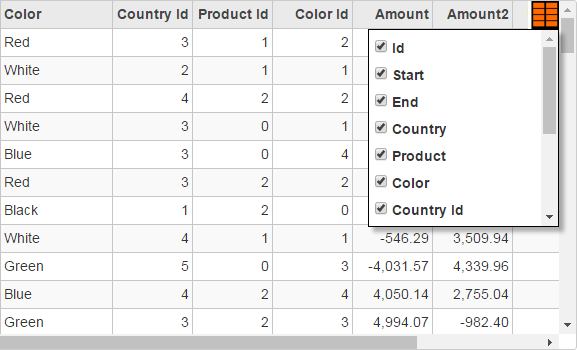 Color Country Id Product Id Color Id Amount Amount2
Red 3 1 2
Id
White 2 1 1
Start
Red 4 2 2
End
White 3 0 1
Country
Blue 3 0 4
Product
Red 3 2 2
Color
Black 1 2 0
Country Id
White 4 1 1 -546.29 3,509.94
Green 5 0 3 -4,031.57 4,339.96
Blue 4 2 4 4,050.14 2,755.04
Green 3 2 3 4,994.07 -982.40